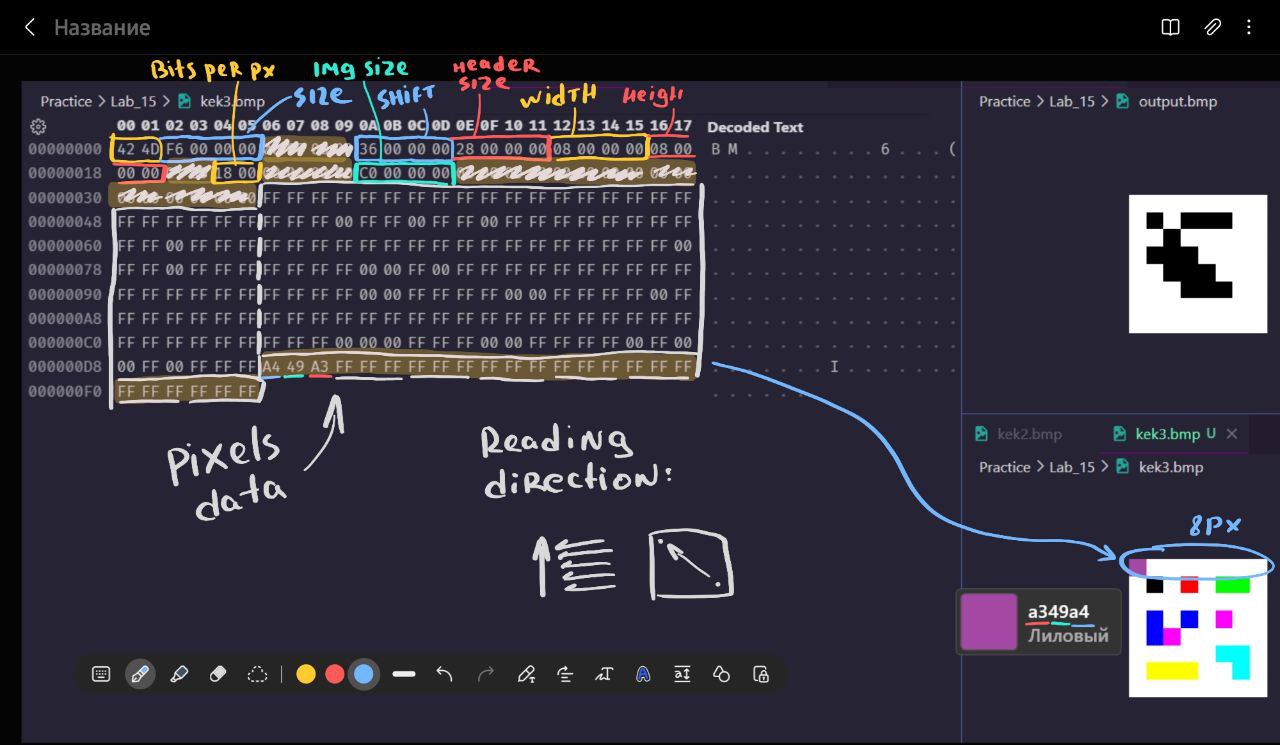 Название
Bits per px
Img size
Header size
SIZE
SHIFT
Width
Heigh
Practice > Lab_15 > kek3.bmp
00 01 02 03 04 05 06 07 08 09 0A 0B 0C 0D 0E 0F 10 11 12 13 14 15 16 17
Decoded Text
00000000 42 4D F6 00 00 00 36 00 00 00 28 00 00 00 08 00 00 00 08 00
B M . . . . . . . . 6 . . . (
00000018 00 00 18 00 C0 00 00 00
00000030 FF FF FF FF FF FF FF FF FF FF FF FF FF FF FF FF FF FF
00000048 FF FF FF FF FF FF FF FF FF 00 FF FF 00 FF FF 00 FF FF FF FF FF FF FF FF
00000060 FF FF 00 FF FF FF FF FF FF FF FF FF FF FF FF FF FF FF FF FF FF FF FF 00
00000078 FF FF 00 FF FF FF FF FF FF FF 00 00 FF 00 FF FF FF FF FF FF FF FF FF FF
00000090 FF FF FF FF FF FF FF FF FF FF 00 00 FF FF FF FF 00 00 FF FF FF FF 00 FF
000000A8 FF FF FF FF FF FF FF FF FF FF FF FF FF FF FF FF FF FF FF FF FF FF FF FF
000000C0 FF FF FF FF FF FF FF FF FF 00 00 00 FF FF FF 00 00 FF FF FF FF 00 FF 00
000000D8 00 FF 00 FF FF FF A4 49 A3 FF FF FF FF FF FF FF FF FF FF FF FF FF FF FF
I
000000F0 FF FF FF FF FF FF
Pixels
data
Reading
direction:
Practice > Lab_15 > output.bmp
kek2.bmp
kek3.bmp U
Practice > Lab_15 > kek3.bmp
8px
a349a4
Лиловый